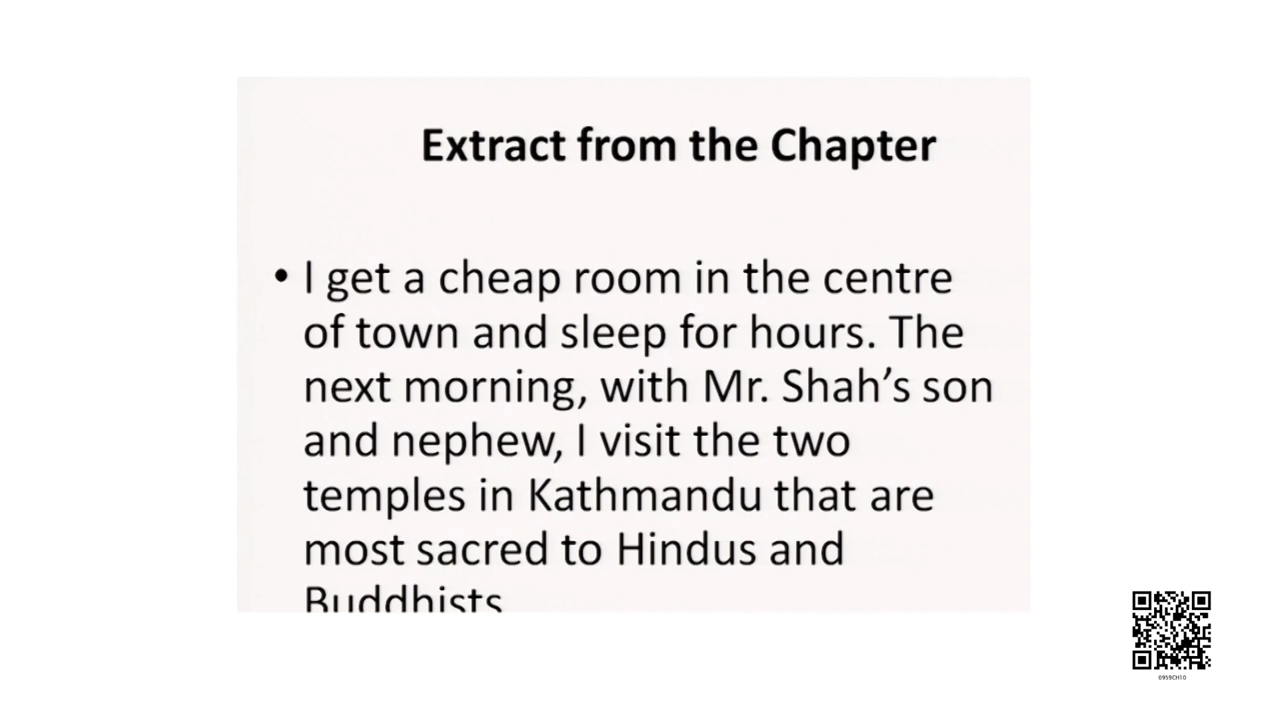 Extract from the Chapter
• I get a cheap room in the centre
of town and sleep for hours. The
next morning, with Mr. Shah’s son
and nephew, I visit the two
temples in Kathmandu that are
most sacred to Hindus and
Buddhists
0959CH10